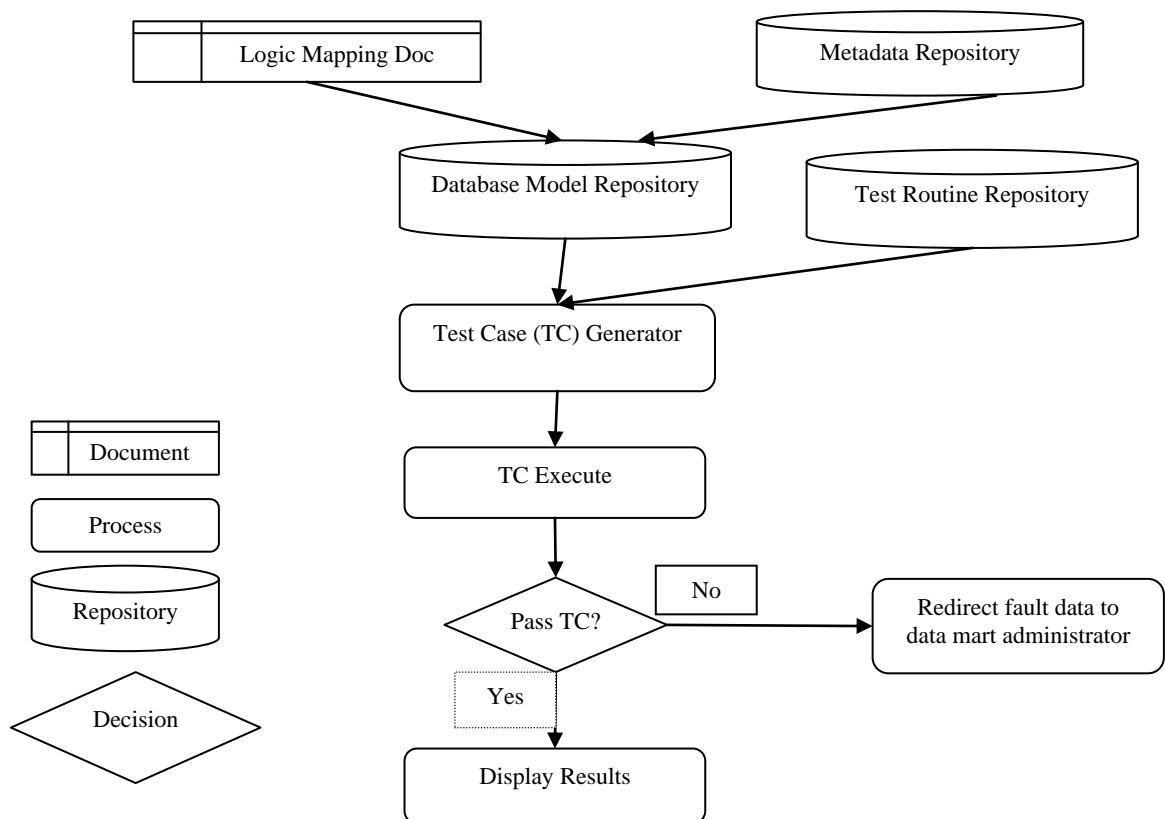 Logic Mapping Doc
Metadata Repository
Database Model Repository
Test Routine Repository
Test Case (TC) Generator
Document
TC Execute
Process
Repository
No
Pass TC?
Redirect fault data to
data mart administrator
Yes
Decision
Display Results